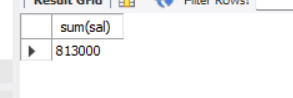 Result Grid Filter Rows:
sum(sal)
813000